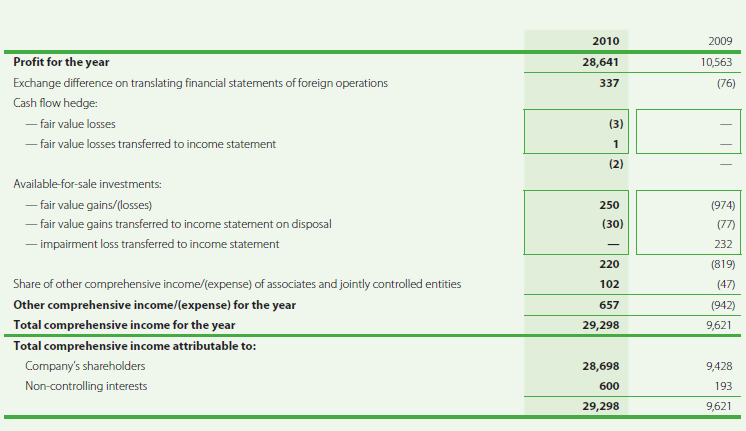 2010 2009
Profit for the year 28,641 10,563
Exchange difference on translating financial statements of foreign operations 337 (76)
Cash flow hedge:
— fair value losses (3) —
— fair value losses transferred to income statement 1 —
(2) —
Available-for-sale investments:
— fair value gains/(losses) 250 (974)
— fair value gains transferred to income statement on disposal (30) (77)
— impairment loss transferred to income statement — 232
220 (819)
Share of other comprehensive income/(expense) of associates and jointly controlled entities 102 (47)
Other comprehensive income/(expense) for the year 657 (942)
Total comprehensive income for the year 29,298 9,621
Total comprehensive income attributable to:
Company's shareholders 28,698 9,428
Non-controlling interests 600 193
29,298 9,621